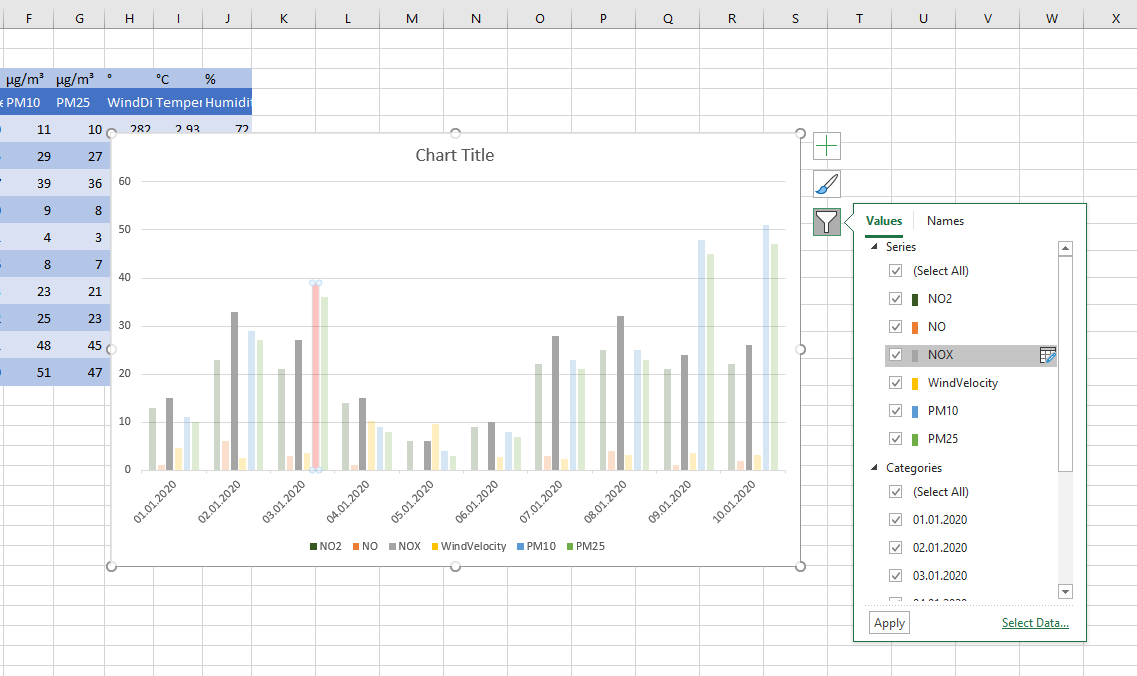 F G H I J K L M N O P Q R S T U V W X
µg/m³ µg/m³ ° °C %
PM10 PM25 WindDi Temper Humidit
11 10 282 2,93 72
29 27
39 36
9 8
4 3
8 7
23 21
25 23
48 45
51 47
Chart Title
60
50
40
30
20
10
0
01.01.2020 02.01.2020 03.01.2020 04.01.2020 05.01.2020 06.01.2020 07.01.2020 08.01.2020 09.01.2020 10.01.2020
NO2 NO NOX WindVelocity PM10 PM25
Values Names
Series
(Select All)
NO2
NO
NOX
WindVelocity
PM10
PM25
Categories
(Select All)
01.01.2020
02.01.2020
03.01.2020
Apply Select Data...